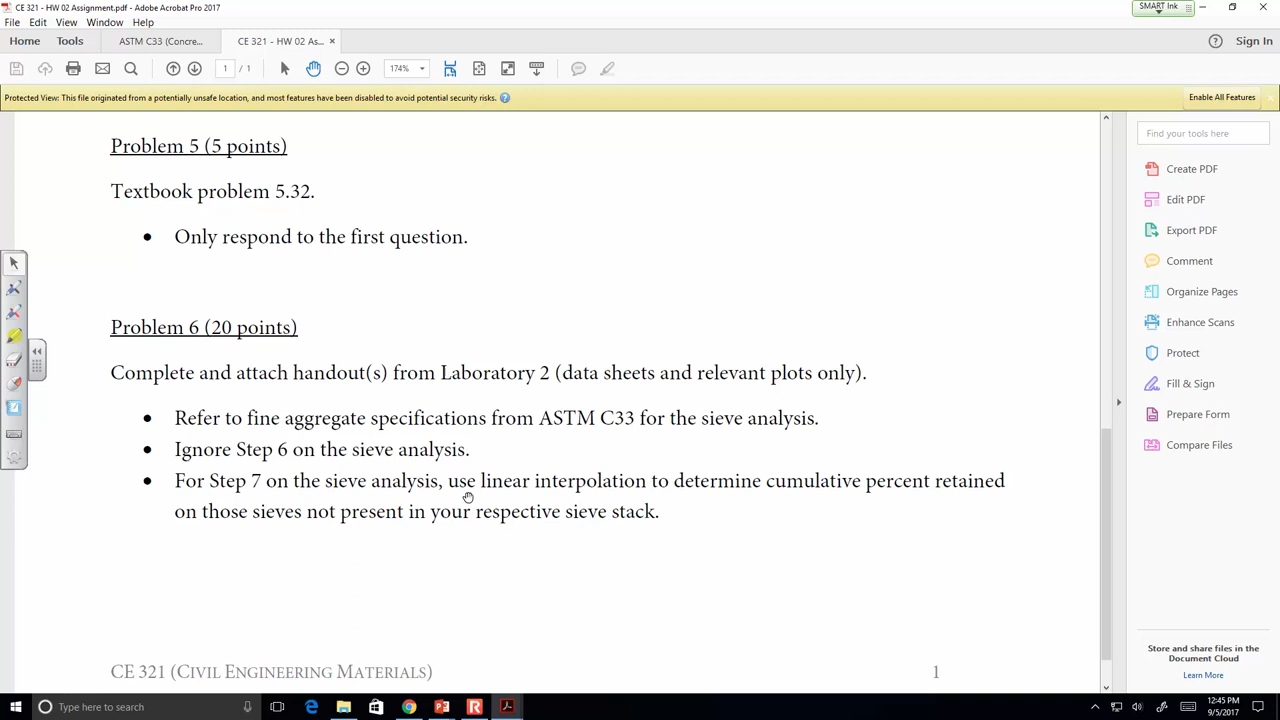 CE 321 - HW 02 Assignment.pdf - Adobe Acrobat Pro 2017
SMART Ink
File Edit View Window Help
Home Tools ASTM C33 (Concre... CE 321 - HW 02 As... × Sign In
1 / 1 174%
Protected View: This file originated from a potentially unsafe location, and most features have been disabled to avoid potential security risks. Enable All Features
Problem 5 (5 points)
Textbook problem 5.32.
• Only respond to the first question.
Problem 6 (20 points)
Complete and attach handout(s) from Laboratory 2 (data sheets and relevant plots only).
• Refer to fine aggregate specifications from ASTM C33 for the sieve analysis.
• Ignore Step 6 on the sieve analysis.
• For Step 7 on the sieve analysis, use linear interpolation to determine cumulative percent retained
on those sieves not present in your respective sieve stack.
CE 321 (CIVIL ENGINEERING MATERIALS) 1
Find your tools here
Create PDF
Edit PDF
Export PDF
Comment
Organize Pages
Enhance Scans
Protect
Fill & Sign
Prepare Form
Compare Files
Store and share files in the
Document Cloud
Learn More
Type here to search
12:45 PM
9/5/2017